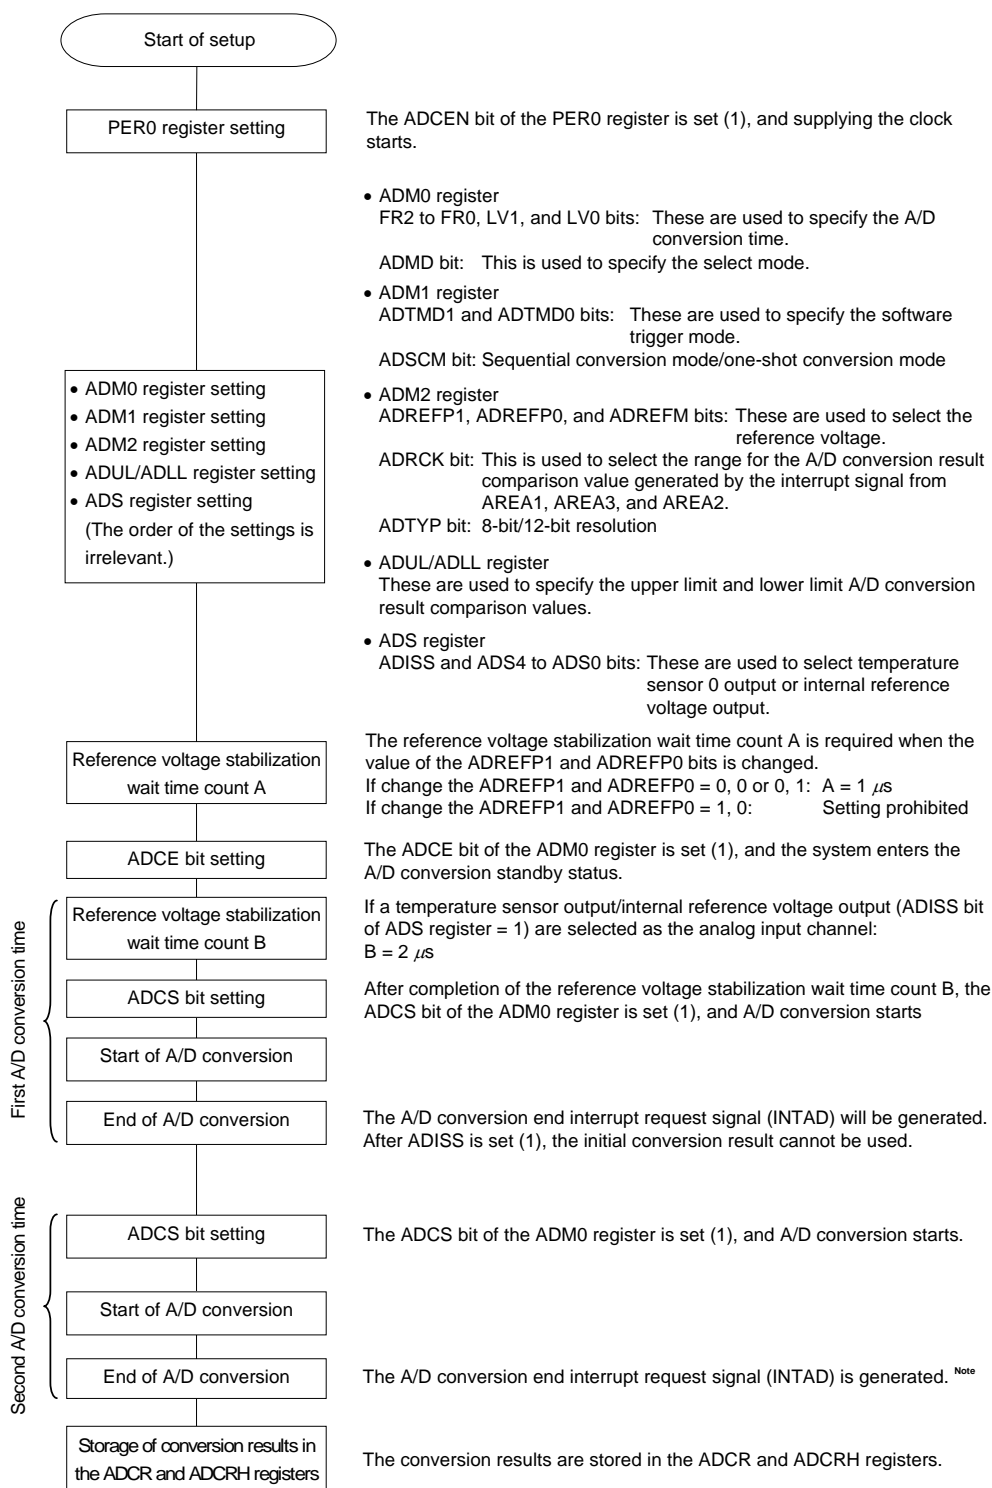 Start of setup
PER0 register setting
The ADCEN bit of the PER0 register is set (1), and supplying the clock
starts.
• ADM0 register
FR2 to FR0, LV1, and LV0 bits: These are used to specify the A/D
conversion time.
ADMD bit: This is used to specify the select mode.
• ADM1 register
ADTMD1 and ADTMD0 bits: These are used to specify the software
trigger mode.
ADSCM bit: Sequential conversion mode/one-shot conversion mode
• ADM0 register setting
• ADM1 register setting
• ADM2 register setting
• ADUL/ADLL register setting
• ADS register setting
(The order of the settings is
irrelevant.)
• ADM2 register
ADREFP1, ADREFP0, and ADREFM bits: These are used to select the
reference voltage.
ADRCK bit: This is used to select the range for the A/D conversion result
comparison value generated by the interrupt signal from
AREA1, AREA3, and AREA2.
ADTYP bit: 8-bit/12-bit resolution
• ADUL/ADLL register
These are used to specify the upper limit and lower limit A/D conversion
result comparison values.
• ADS register
ADISS and ADS4 to ADS0 bits: These are used to select temperature
sensor 0 output or internal reference
voltage output.
Reference voltage stabilization
wait time count A
The reference voltage stabilization wait time count A is required when the
value of the ADREFP1 and ADREFP0 bits is changed.
If change the ADREFP1 and ADREFP0 = 0, 0 or 0, 1: A = 1 μs
If change the ADREFP1 and ADREFP0 = 1, 0: Setting prohibited
ADCE bit setting
The ADCE bit of the ADM0 register is set (1), and the system enters the
A/D conversion standby status.
First A/D conversion time
Reference voltage stabilization
wait time count B
If a temperature sensor output/internal reference voltage output (ADISS bit
of ADS register = 1) are selected as the analog input channel:
B = 2 μs
ADCS bit setting
After completion of the reference voltage stabilization wait time count B, the
ADCS bit of the ADM0 register is set (1), and A/D conversion starts
Start of A/D conversion
End of A/D conversion
The A/D conversion end interrupt request signal (INTAD) will be generated.
After ADISS is set (1), the initial conversion result cannot be used.
Second A/D conversion time
ADCS bit setting
The ADCS bit of the ADM0 register is set (1), and A/D conversion starts.
Start of A/D conversion
End of A/D conversion
The A/D conversion end interrupt request signal (INTAD) is generated. Note
Storage of conversion results in
the ADCR and ADCRH registers
The conversion results are stored in the ADCR and ADCRH registers.